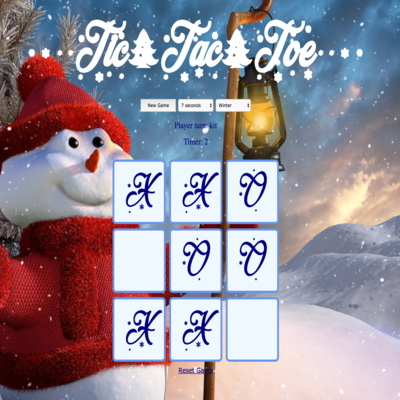 Tic Tac Toe
New Game 7 seconds Winter
Player turn: kit
Timer: 2
X X O
O O
X X
Reset Game